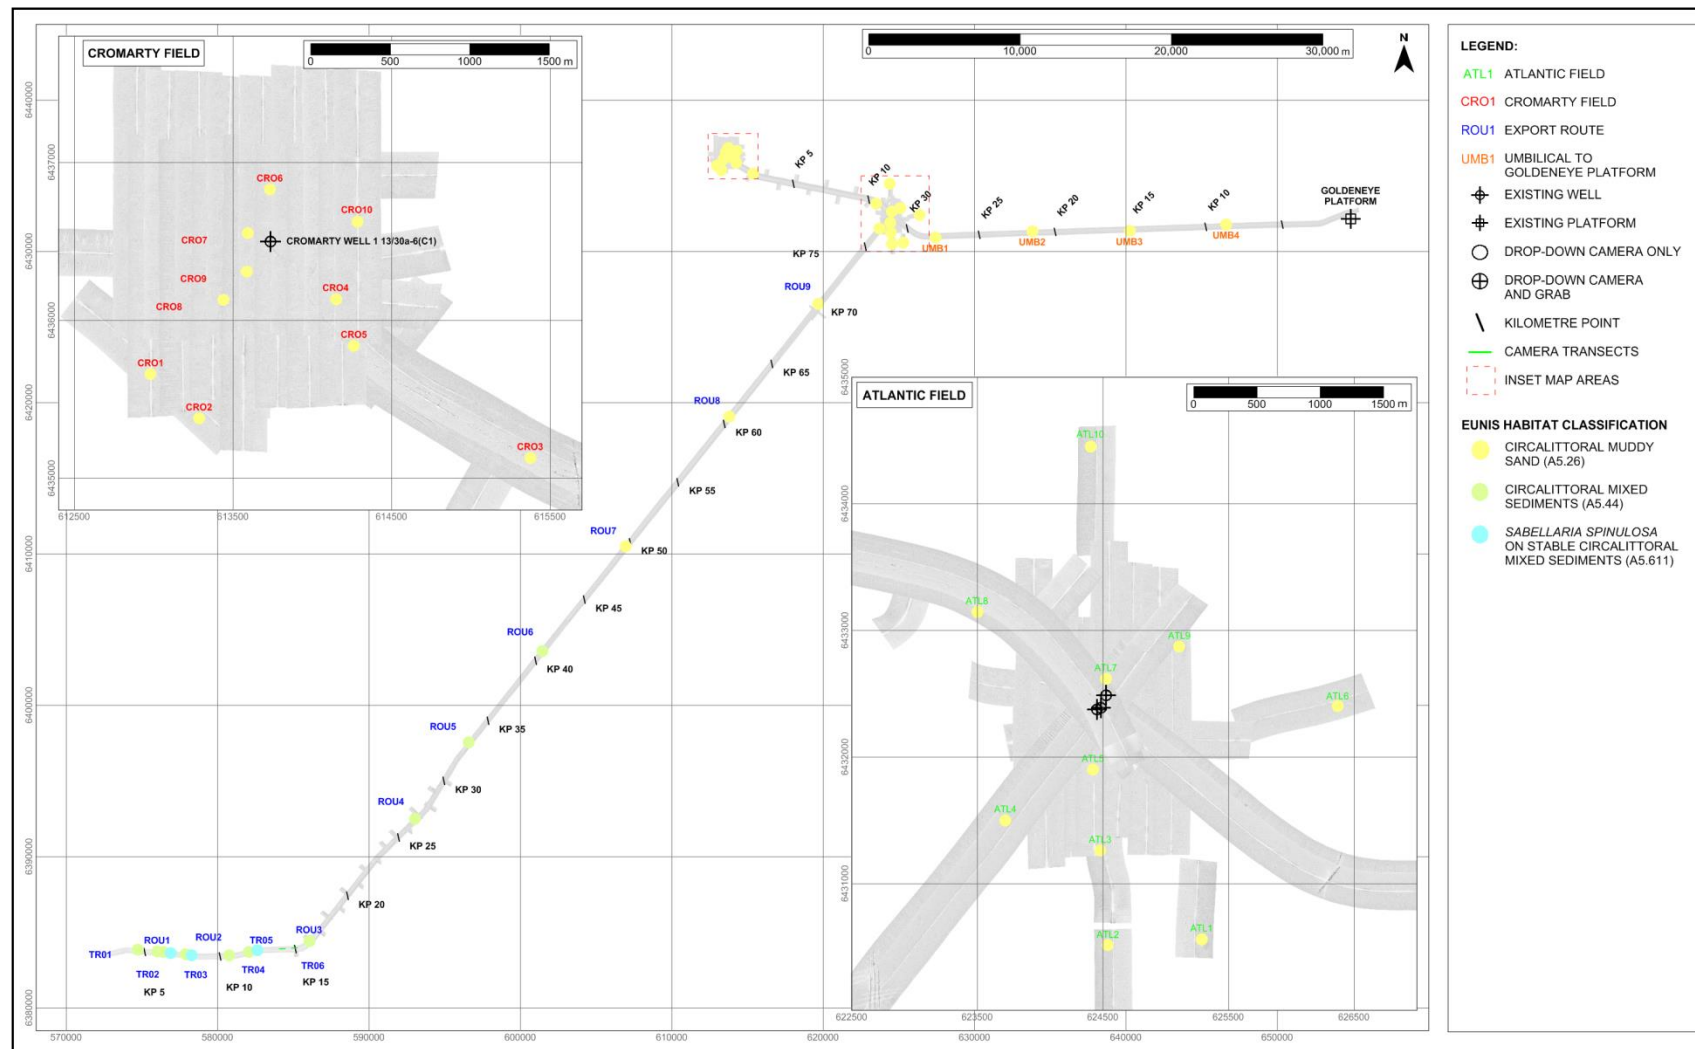 CROMARTY FIELD
0
500
1000
1500 m
6437000
6436000
6435000
612500
613500
614500
615500
CRO6
CRO10
CRO7
CROMARTY WELL 1 13/30a-6(C1)
CRO9
CRO8
CRO4
CRO5
CRO1
CRO2
CRO3
0
10,000
20,000
30,000 m
N
6440000
6430000
6420000
6410000
6400000
6390000
6380000
570000
580000
590000
600000
610000
620000
630000
640000
650000
KP 5
KP 10
KP 30
KP 25
KP 20
KP 15
KP 10
GOLDENEYE
PLATFORM
UMB1
UMB2
UMB3
UMB4
KP 75
ROU9
KP 70
KP 65
ROU8
KP 60
KP 55
ROU7
KP 50
KP 45
ROU6
KP 40
ROU5
KP 35
KP 30
ROU4
KP 25
KP 20
ROU3
TR01
ROU1
ROU2
TR05
TR02
TR03
TR04
TR06
KP 5
KP 10
KP 15
ATLANTIC FIELD
0
500
1000
1500 m
6435000
6434000
6433000
6432000
6431000
622500
623500
624500
625500
626500
ATL10
ATL8
ATL9
ATL7
ATL6
ATL5
ATL4
ATL3
ATL2
ATL1
LEGEND:
ATL1 ATLANTIC FIELD
CRO1 CROMARTY FIELD
ROU1 EXPORT ROUTE
UMB1 UMBILICAL TO
GOLDENEYE PLATFORM
EXISTING WELL
EXISTING PLATFORM
DROP-DOWN CAMERA ONLY
DROP-DOWN CAMERA
AND GRAB
KILOMETRE POINT
CAMERA TRANSECTS
INSET MAP AREAS
EUNIS HABITAT CLASSIFICATION
CIRCALITTORAL MUDDY
SAND (A5.26)
CIRCALITTORAL MIXED
SEDIMENTS (A5.44)
SABELLARIA SPINULOSA
ON STABLE CIRCALITTORAL
MIXED SEDIMENTS (A5.611)